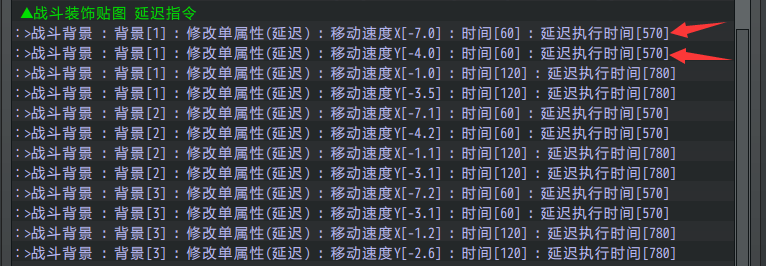 ▲战斗装饰贴图 延迟指令
:>战斗背景 : 背景[1] : 修改单属性(延迟) : 移动速度X[-7.0] : 时间[60] : 延迟执行时间[570]
:>战斗背景 : 背景[1] : 修改单属性(延迟) : 移动速度Y[-4.0] : 时间[60] : 延迟执行时间[570]
:>战斗背景 : 背景[1] : 修改单属性(延迟) : 移动速度X[-1.0] : 时间[120] : 延迟执行时间[780]
:>战斗背景 : 背景[1] : 修改单属性(延迟) : 移动速度Y[-3.5] : 时间[120] : 延迟执行时间[780]
:>战斗背景 : 背景[2] : 修改单属性(延迟) : 移动速度X[-7.1] : 时间[60] : 延迟执行时间[570]
:>战斗背景 : 背景[2] : 修改单属性(延迟) : 移动速度Y[-4.2] : 时间[60] : 延迟执行时间[570]
:>战斗背景 : 背景[2] : 修改单属性(延迟) : 移动速度X[-1.1] : 时间[120] : 延迟执行时间[780]
:>战斗背景 : 背景[2] : 修改单属性(延迟) : 移动速度Y[-3.1] : 时间[120] : 延迟执行时间[780]
:>战斗背景 : 背景[3] : 修改单属性(延迟) : 移动速度X[-7.2] : 时间[60] : 延迟执行时间[570]
:>战斗背景 : 背景[3] : 修改单属性(延迟) : 移动速度Y[-3.1] : 时间[60] : 延迟执行时间[570]
:>战斗背景 : 背景[3] : 修改单属性(延迟) : 移动速度X[-1.2] : 时间[120] : 延迟执行时间[780]
:>战斗背景 : 背景[3] : 修改单属性(延迟) : 移动速度Y[-2.6] : 时间[120] : 延迟执行时间[780]